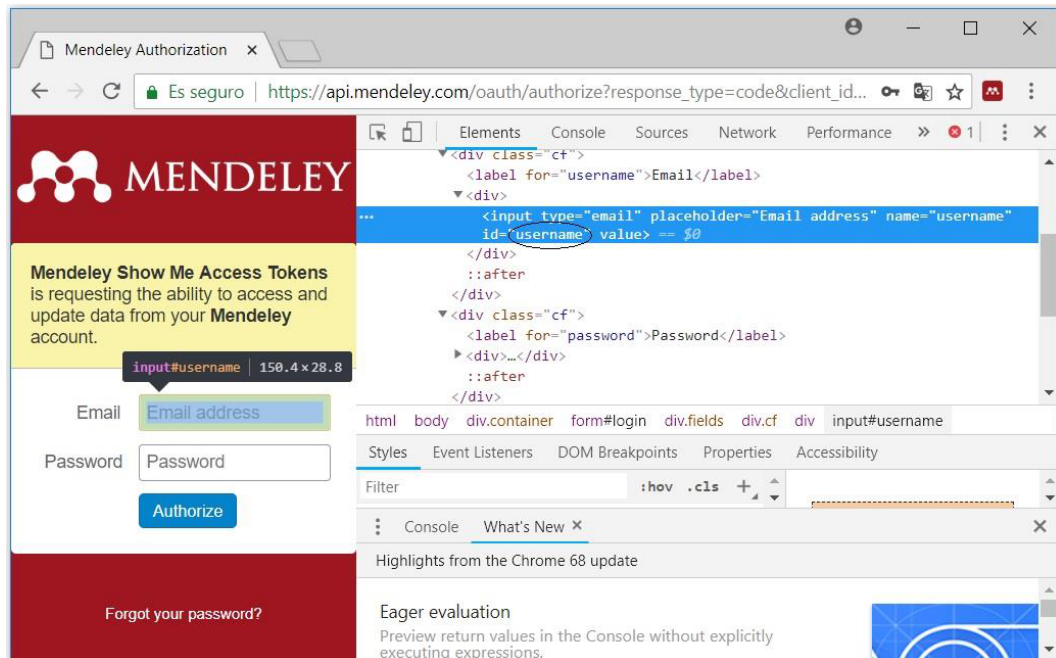 Mendeley Authorization ×
Es seguro | https://api.mendeley.com/oauth/authorize?response_type=code&client_id...
MENDELEY
Mendeley Show Me Access Tokens
is requesting the ability to access and
update data from your Mendeley
account.
input#username | 150.4 × 28.8
Email Email address
Password Password
Authorize
Forgot your password?
Elements Console Sources Network Performance » 1
▼<div class="cf">
<label for="username">Email</label>
▼<div>
... <input type="email" placeholder="Email address" name="username"
id="username" value> == $0
</div>
::after
</div>
▼<div class="cf">
<label for="password">Password</label>
▶<div>…</div>
::after
</div>
html body div.container form#login div.fields div.cf div input#username
Styles Event Listeners DOM Breakpoints Properties Accessibility
Filter :hov .cls +
Console What's New ×
Highlights from the Chrome 68 update
Eager evaluation
Preview return values in the Console without explicitly
executing expressions.